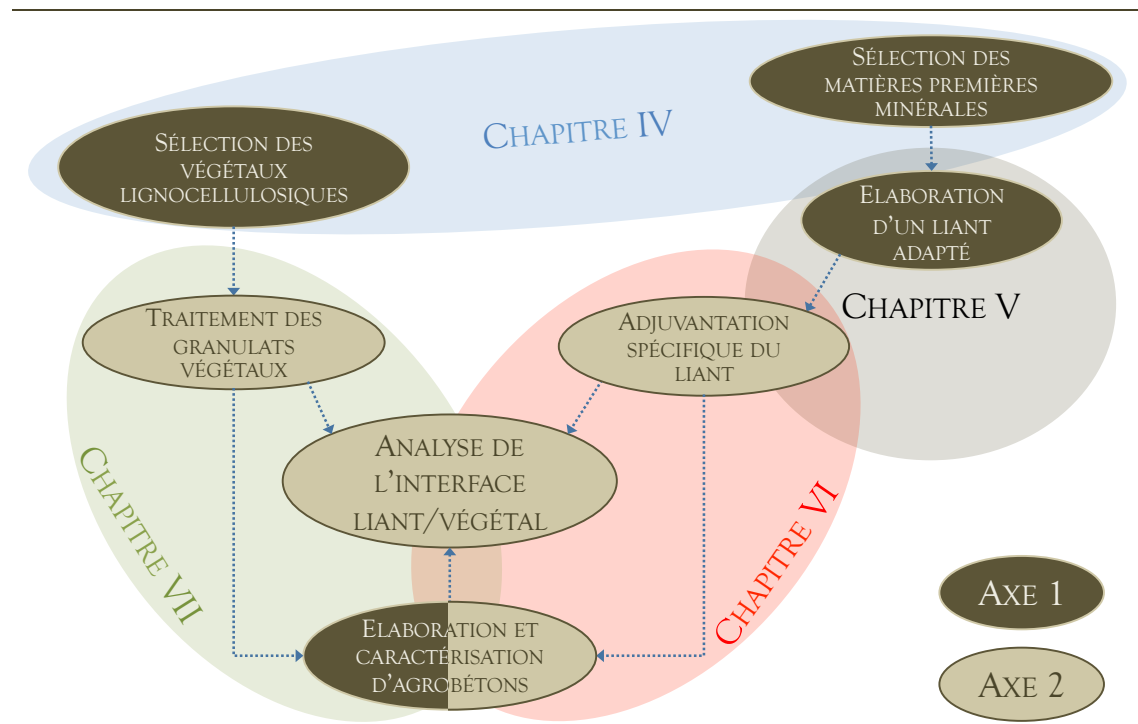 SÉLECTION DES
MATIÈRES PREMIÈRES
MINÉRALES
CHAPITRE IV
SÉLECTION DES
VÉGÉTAUX
LIGNOCELLULOSIQUES
ELABORATION
D'UN LIANT
ADAPTÉ
CHAPITRE V
TRAITEMENT DES
GRANULATS
VÉGÉTAUX
ADJUVANTATION
SPÉCIFIQUE DU
LIANT
ANALYSE DE
L'INTERFACE
LIANT/VÉGÉTAL
CHAPITRE VII
CHAPITRE VI
ELABORATION ET
CARACTÉRISATION
D'AGROBÉTONS
AXE 1
AXE 2